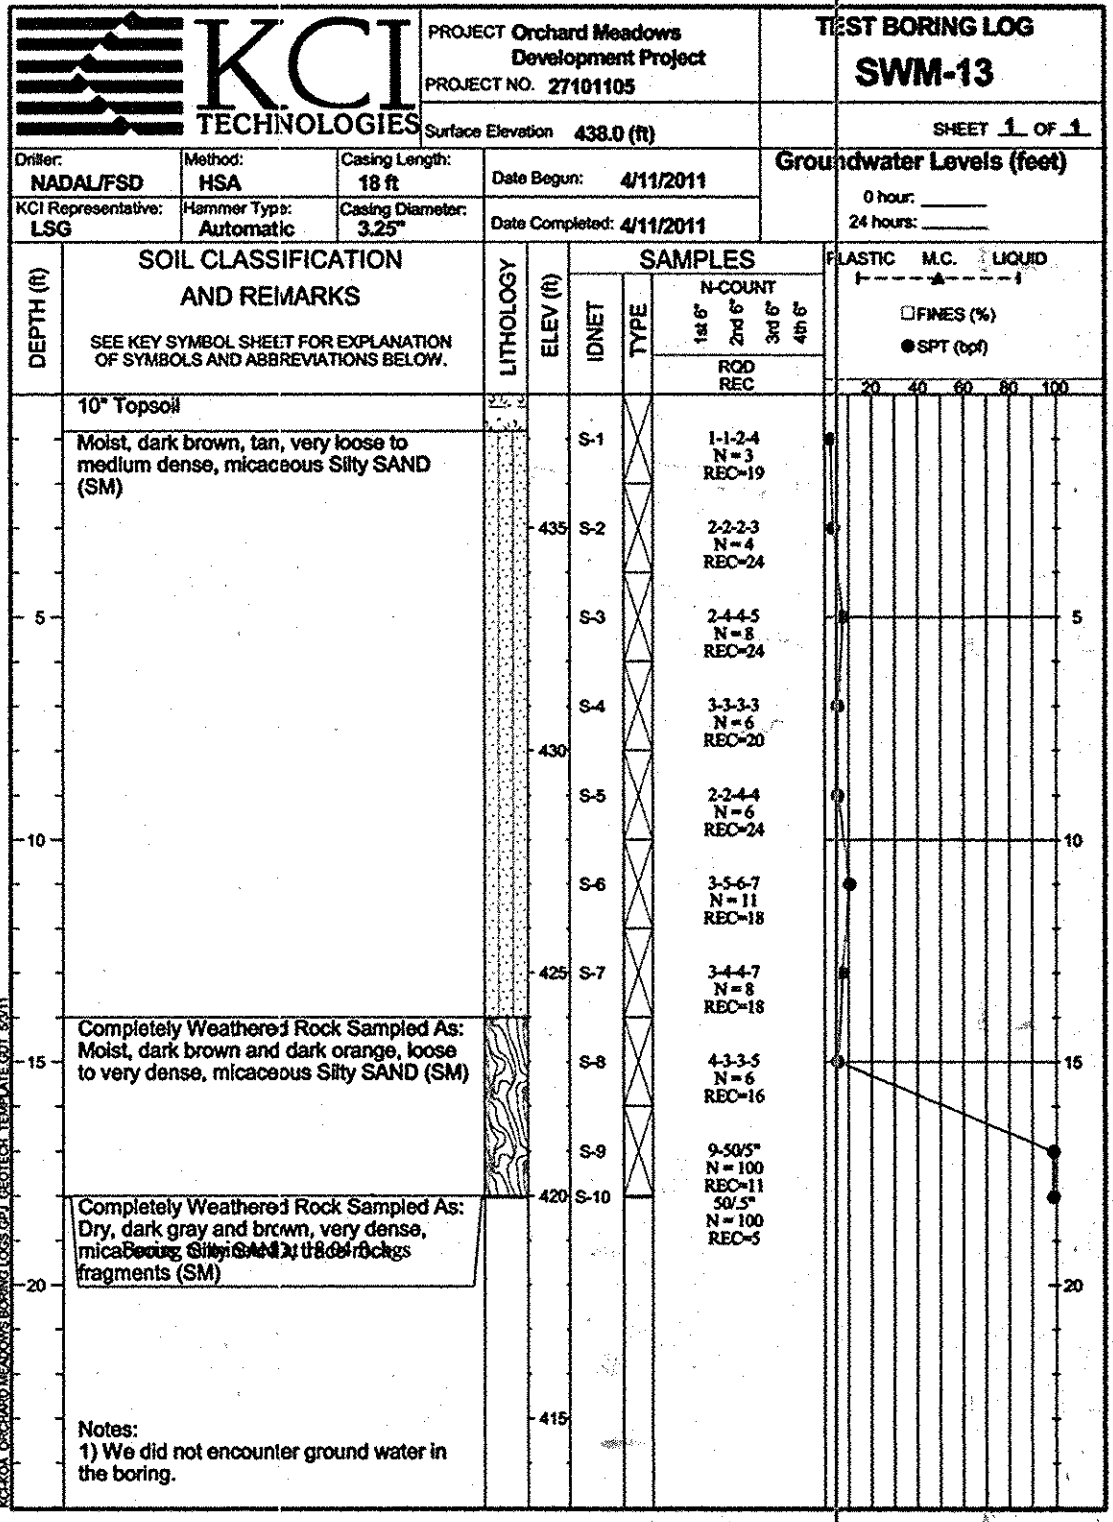 KCI
TECHNOLOGIES
PROJECT Orchard Meadows
Development Project
PROJECT NO. 27101105
Surface Elevation 438.0 (ft)
TEST BORING LOG
SWM-13
SHEET 1 OF 1
Driller:
NADAL/FSD
Method:
HSA
Casing Length:
18 ft
Date Begun: 4/11/2011
KCI Representative:
LSG
Hammer Type:
Automatic
Casing Diameter:
3.25"
Date Completed: 4/11/2011
Groundwater Levels (feet)
0 hour:
24 hours:
DEPTH (ft)
SOIL CLASSIFICATION
AND REMARKS
SEE KEY SYMBOL SHEET FOR EXPLANATION
OF SYMBOLS AND ABBREVIATIONS BELOW.
LITHOLOGY
ELEV (ft)
SAMPLES
IDNET
TYPE
N-COUNT
1st 6"
2nd 6"
3rd 6"
4th 6"
RQD
REC
PLASTIC M.C. LIQUID
FINES (%)
SPT (bpf)
20 40 60 80 100
10" Topsoil
Moist, dark brown, tan, very loose to
medium dense, micaceous Silty SAND
(SM)
S-1
1-1-2-4
N = 3
REC=19
435
S-2
2-2-2-3
N = 4
REC=24
5
S-3
2-4-4-5
N = 8
REC=24
5
S-4
3-3-3-3
N = 6
REC=20
430
S-5
2-2-4-4
N = 6
REC=24
10
10
S-6
3-5-6-7
N = 11
REC=18
425
S-7
3-4-4-7
N = 8
REC=18
Completely Weathered Rock Sampled As:
Moist, dark brown and dark orange, loose
to very dense, micaceous Silty SAND (SM)
15
S-8
4-3-3-5
N = 6
REC=16
15
S-9
9-50/5"
N = 100
REC=11
420
S-10
50/.5"
N = 100
REC=5
Completely Weathered Rock Sampled As:
Dry, dark gray and brown, very dense,
fragments (SM)
20
20
415
Notes:
1) We did not encounter ground water in
the boring.
KCI-KOA ORCHARD MEADOWS BORING LOGS.GPJ GEOTECH TEMPLATE.GDT